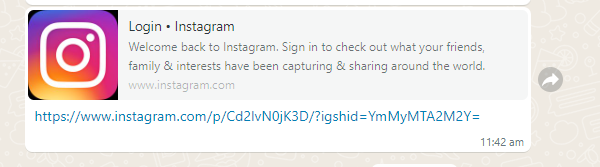 Login • Instagram
Welcome back to Instagram. Sign in to check out what your friends,
family & interests have been capturing & sharing around the world.
www.instagram.com
https://www.instagram.com/p/Cd2lvN0jK3D/?igshid=YmMyMTA2M2Y=
11:42 am